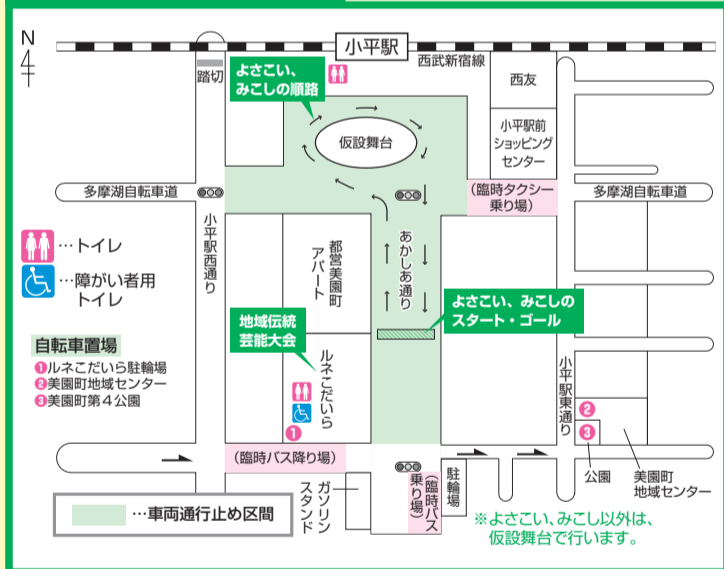 N
4
小平駅
西武新宿線
踏切
よさこい、
みこしの順路
西友
仮設舞台
小平駅前
ショッピング
センター
多摩湖自転車道
(臨時タクシー
乗り場)
多摩湖自転車道
小平駅西通り
…トイレ
…障がい者用
トイレ
都営美園町
アパート
あかしあ通り
よさこい、みこしの
スタート・ゴール
地域伝統
芸能大会
自転車置場
❶ルネこだいら駐輪場
❷美園町地域センター
❸美園町第4公園
ルネこだいら
❶
小平駅東通り
❷
❸
(臨時バス降り場)
公園
美園町
地域センター
ガソリン
スタンド
(臨時バス
乗り場)
駐輪場
…車両通行止め区間
※よさこい、みこし以外は、
仮設舞台で行います。